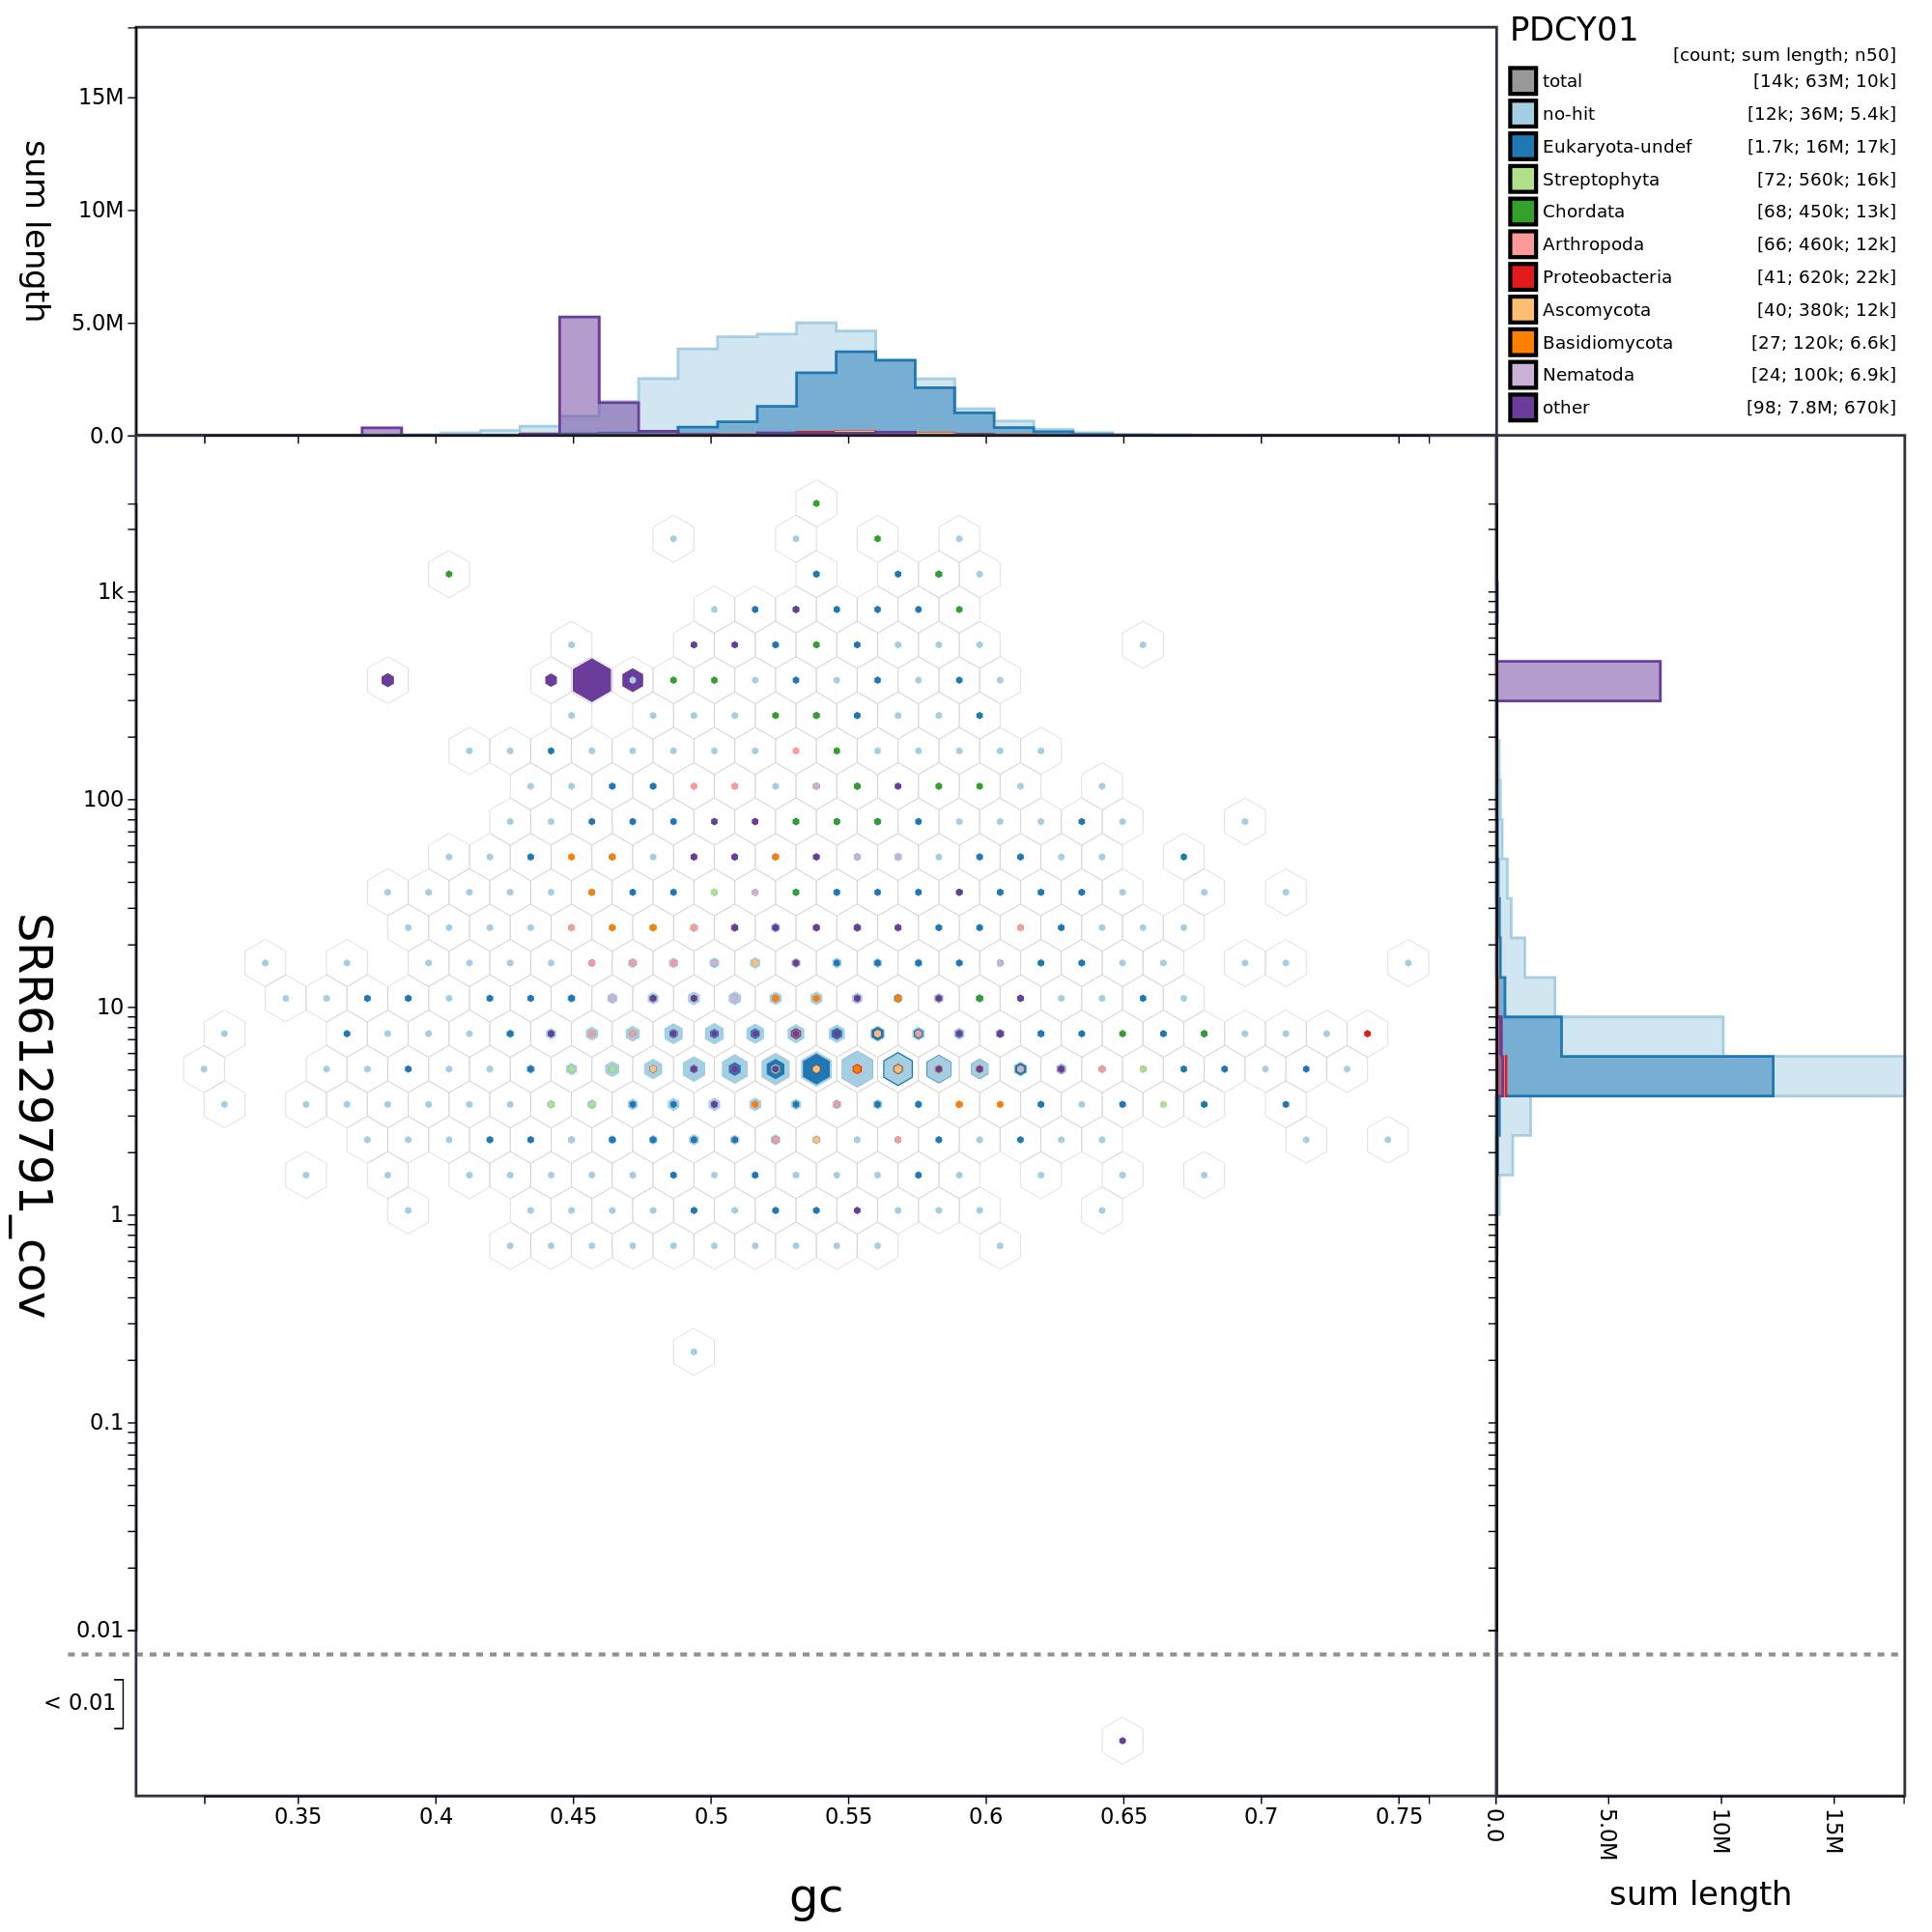 PDCY01
[count; sum length; n50]
total [14k; 63M; 10k]
no-hit [12k; 36M; 5.4k]
Eukaryota-undef [1.7k; 16M; 17k]
Streptophyta [72; 560k; 16k]
Chordata [68; 450k; 13k]
Arthropoda [66; 460k; 12k]
Proteobacteria [41; 620k; 22k]
Ascomycota [40; 380k; 12k]
Basidiomycota [27; 120k; 6.6k]
Nematoda [24; 100k; 6.9k]
other [98; 7.8M; 670k]
sum length
15M
10M
5.0M
0.0
SRR6129791_cov
1k
100
10
1
0.1
0.01
< 0.01
0.35 0.4 0.45 0.5 0.55 0.6 0.65 0.7 0.75
gc
0.0 5.0M 10M 15M
sum length